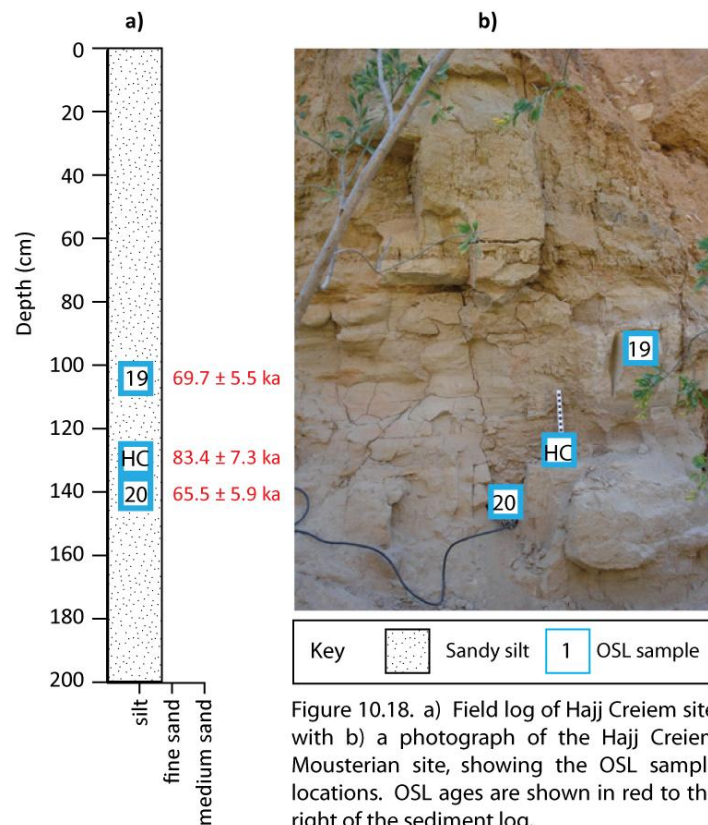 a)
b)
0
20
40
60
80
100
120
140
160
180
200
Depth (cm)
19
69.7 ± 5.5 ka
HC
83.4 ± 7.3 ka
20
65.5 ± 5.9 ka
silt
fine sand
medium sand
19
HC
20
Key
Sandy silt
1
OSL sample
Figure 10.18. a) Field log of Hajj Creiem site
with b) a photograph of the Hajj Creiem
Mousterian site, showing the OSL sampl
locations. OSL ages are shown in red to th
right of the sediment log.